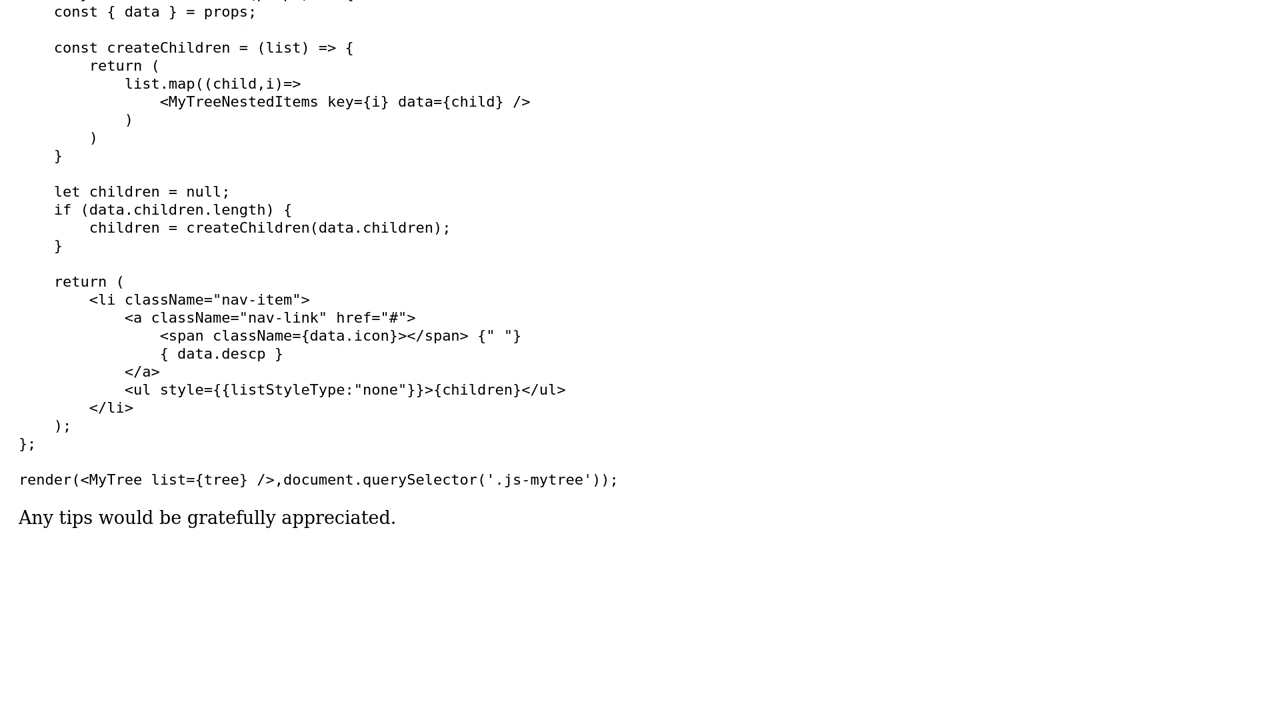 const { data } = props;

    const createChildren = (list) => {
        return (
            list.map((child,i)=>
                <MyTreeNestedItems key={i} data={child} />
            )
        )
    }

    let children = null;
    if (data.children.length) {
        children = createChildren(data.children);
    }

    return (
        <li className="nav-item">
            <a className="nav-link" href="#">
                <span className={data.icon}></span> {" "}
                { data.descp }
            </a>
            <ul style={{listStyleType:"none"}}>{children}</ul>
        </li>
    );
};

render(<MyTree list={tree} />,document.querySelector('.js-mytree'));
Any tips would be gratefully appreciated.